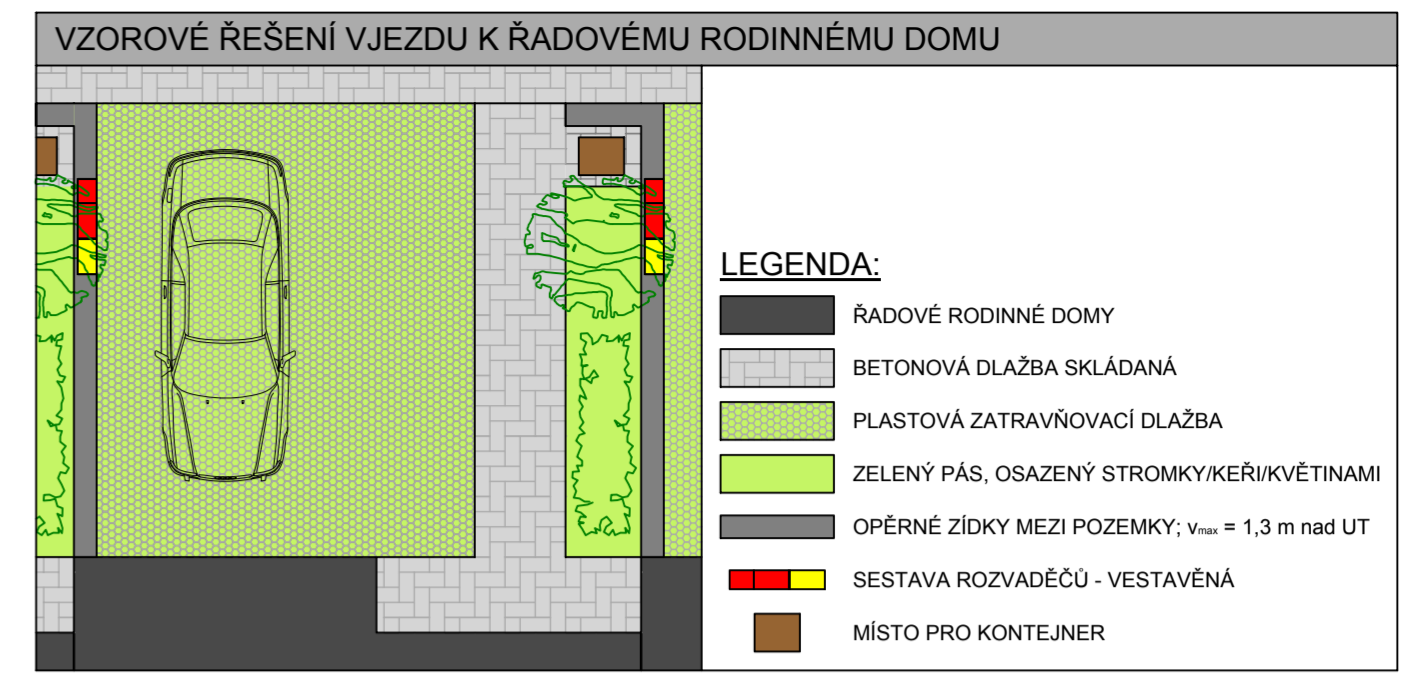 VZOROVÉ ŘEŠENÍ VJEZDU K ŘADOVÉMU RODINNÉMU DOMU
LEGENDA:
ŘADOVÉ RODINNÉ DOMY
BETONOVÁ DLAŽBA SKLÁDANÁ
PLASTOVÁ ZATRAVŇOVACÍ DLAŽBA
ZELENÝ PÁS, OSAZENÝ STROMKY/KEŘI/KVĚTINAMI
OPĚRNÉ ZÍDKY MEZI POZEMKY; vmax = 1,3 m nad UT
SESTAVA ROZVADĚČŮ - VESTAVĚNÁ
MÍSTO PRO KONTEJNER